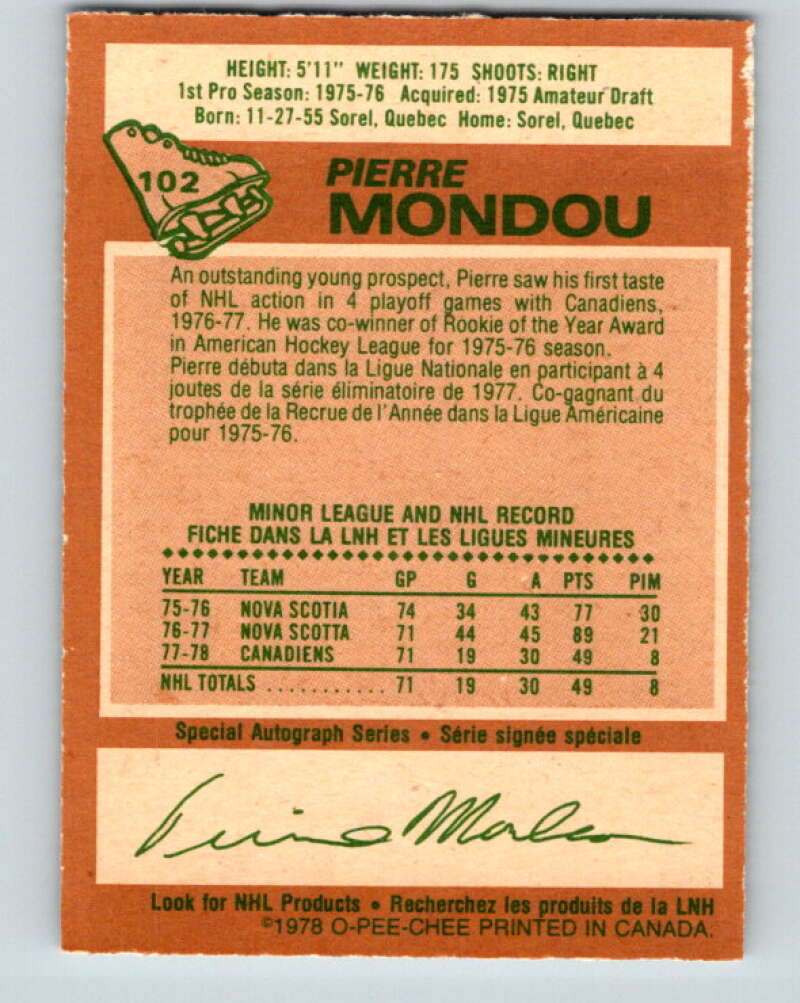 HEIGHT: 5'11" WEIGHT: 175 SHOOTS: RIGHT
1st Pro Season: 1975-76 Acquired: 1975 Amateur Draft
Born: 11-27-55 Sorel, Quebec Home: Sorel, Quebec
102
PIERRE
MONDOU
An outstanding young prospect, Pierre saw his first taste
of NHL action in 4 playoff games with Canadiens,
1976-77. He was co-winner of Rookie of the Year Award
in American Hockey League for 1975-76 season.
Pierre débuta dans la Ligue Nationale en participant à 4
joutes de la série éliminatoire de 1977. Co-gagnant du
trophée de la Recrue de l'Année dans la Ligue Américaine
pour 1975-76.
MINOR LEAGUE AND NHL RECORD
FICHE DANS LA LNH ET LES LIGUES MINEURES
YEAR TEAM GP G A PTS PIM
75-76 NOVA SCOTIA 74 34 43 77 30
76-77 NOVA SCOTTA 71 44 45 89 21
77-78 CANADIENS 71 19 30 49 8
NHL TOTALS ........... 71 19 30 49 8
Special Autograph Series • Série signée spéciale
Pierre Mondou
Look for NHL Products • Recherchez les produits de la LNH
©1978 O-PEE-CHEE PRINTED IN CANADA.